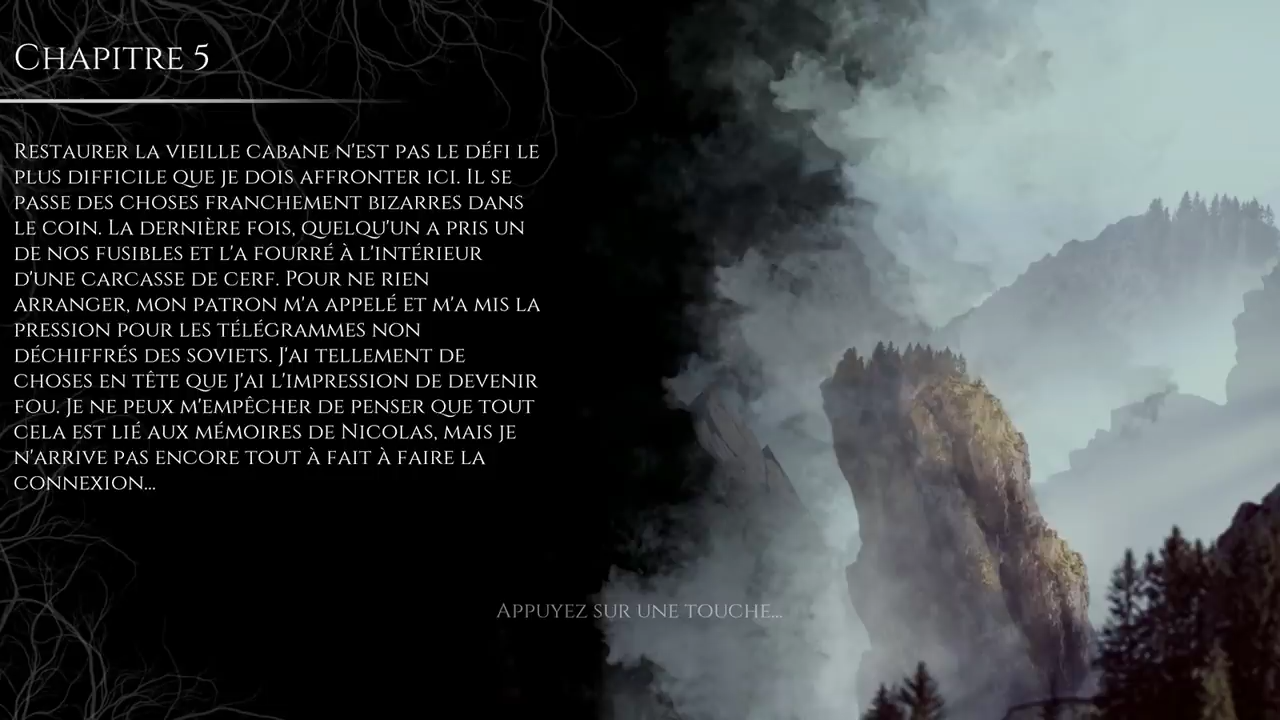 Chapitre 5
Restaurer la vieille cabane n'est pas le défi le
plus difficile que je dois affronter ici. Il se
passe des choses franchement bizarres dans
le coin. La dernière fois, quelqu'un a pris un
de nos fusibles et l'a fourré à l'intérieur
d'une carcasse de cerf. Pour ne rien
arranger, mon patron m'a appelé et m'a mis la
pression pour les télégrammes non
déchiffrés des soviets. J'ai tellement de
choses en tête que j'ai l'impression de devenir
fou. Je ne peux m'empêcher de penser que tout
cela est lié aux mémoires de Nicolas, mais je
n'arrive pas encore tout à fait à faire la
connexion...
Appuyez sur une touche...